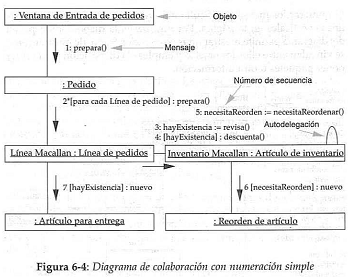 : Ventana de Entrada de pedidos
Objeto
1: prepara()
Mensaje
: Pedido
Número de secuencia
2*[para cada Línea de pedido] : prepara()
5: necesitaReorden := necesitaReordenar()
Autodelegación
3: hayExistencia := revisa()
4: [hayExistencia] : descuenta()
Línea Macallan : Línea de pedidos
Inventario Macallan : Artículo de inventario
7 [hayExistencia] : nuevo
6 [necesitaReorden] : nuevo
: Artículo para entrega
: Reorden de artículo
Figura 6-4: Diagrama de colaboración con numeración simple